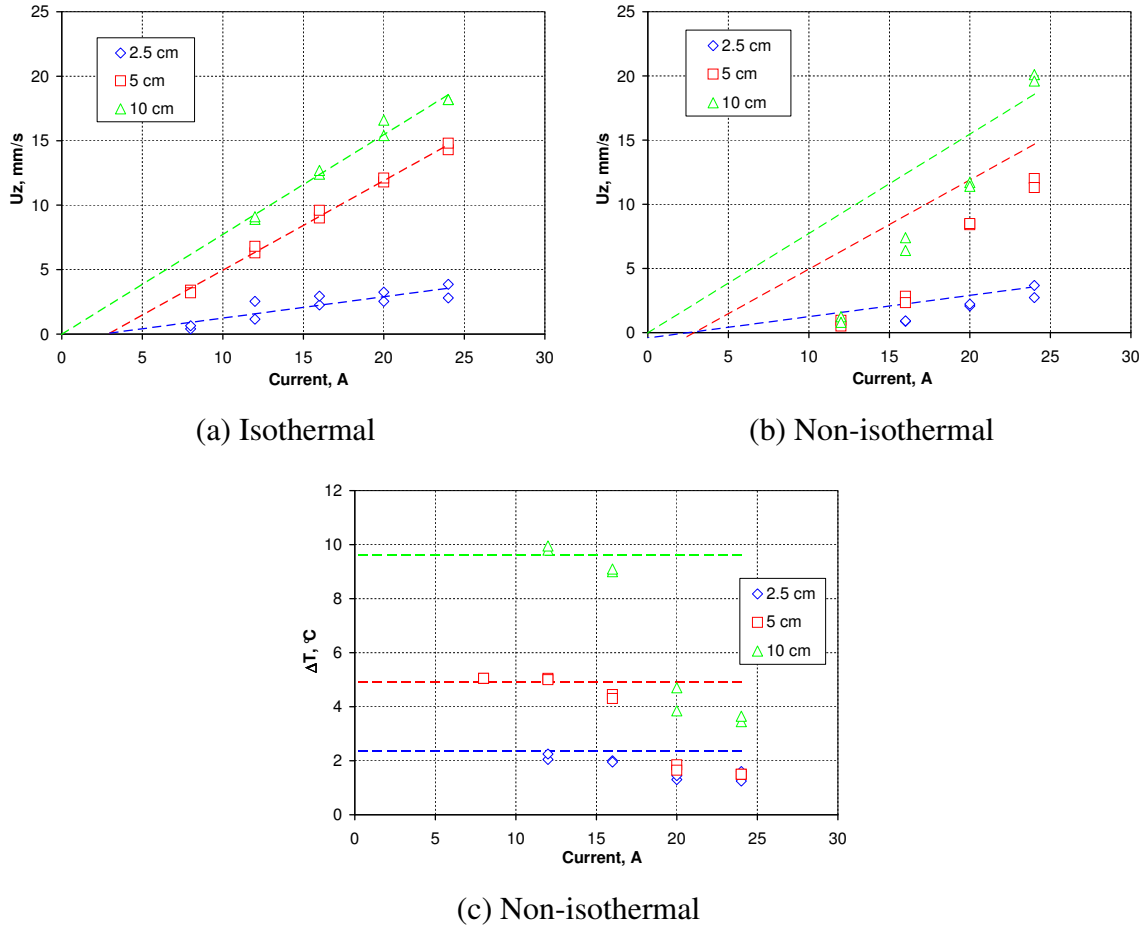 25
20
15
10
5
0
0 5 10 15 20 25 30
Uz, mm/s
Current, A
2.5 cm
5 cm
10 cm
(a) Isothermal
25
20
15
10
5
0
0 5 10 15 20 25 30
Uz, mm/s
Current, A
2.5 cm
5 cm
10 cm
(b) Non-isothermal
12
10
8
6
4
2
0
0 5 10 15 20 25 30
ΔT, °C
Current, A
2.5 cm
5 cm
10 cm
(c) Non-isothermal